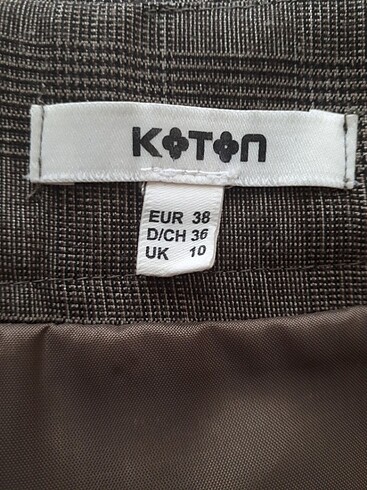 KOTON
EUR 38
D/CH 36
UK 10